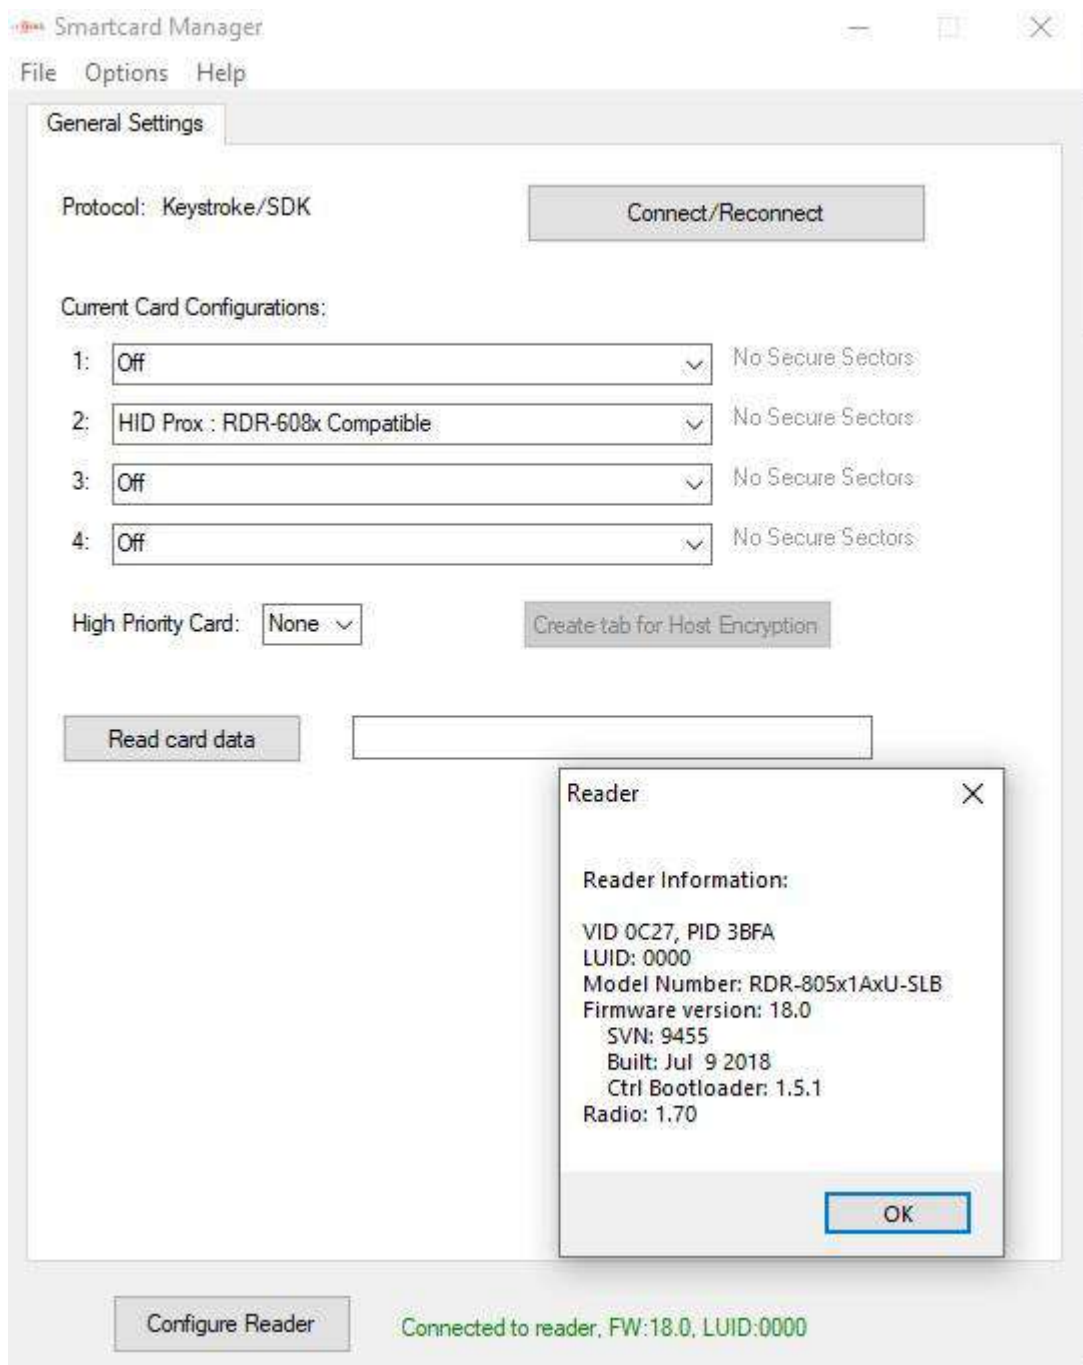 Smartcard Manager
File Options Help
General Settings
Protocol: Keystroke/SDK
Connect/Reconnect
Current Card Configurations:
1: Off No Secure Sectors
2: HID Prox : RDR-608x Compatible No Secure Sectors
3: Off No Secure Sectors
4: Off No Secure Sectors
High Priority Card: None Create tab for Host Encryption
Read card data
Reader
Reader Information:
VID 0C27, PID 3BFA
LUID: 0000
Model Number: RDR-805x1AxU-SLB
Firmware version: 18.0
SVN: 9455
Built: Jul  9 2018
Ctrl Bootloader: 1.5.1
Radio: 1.70
OK
Configure Reader Connected to reader, FW:18.0, LUID:0000